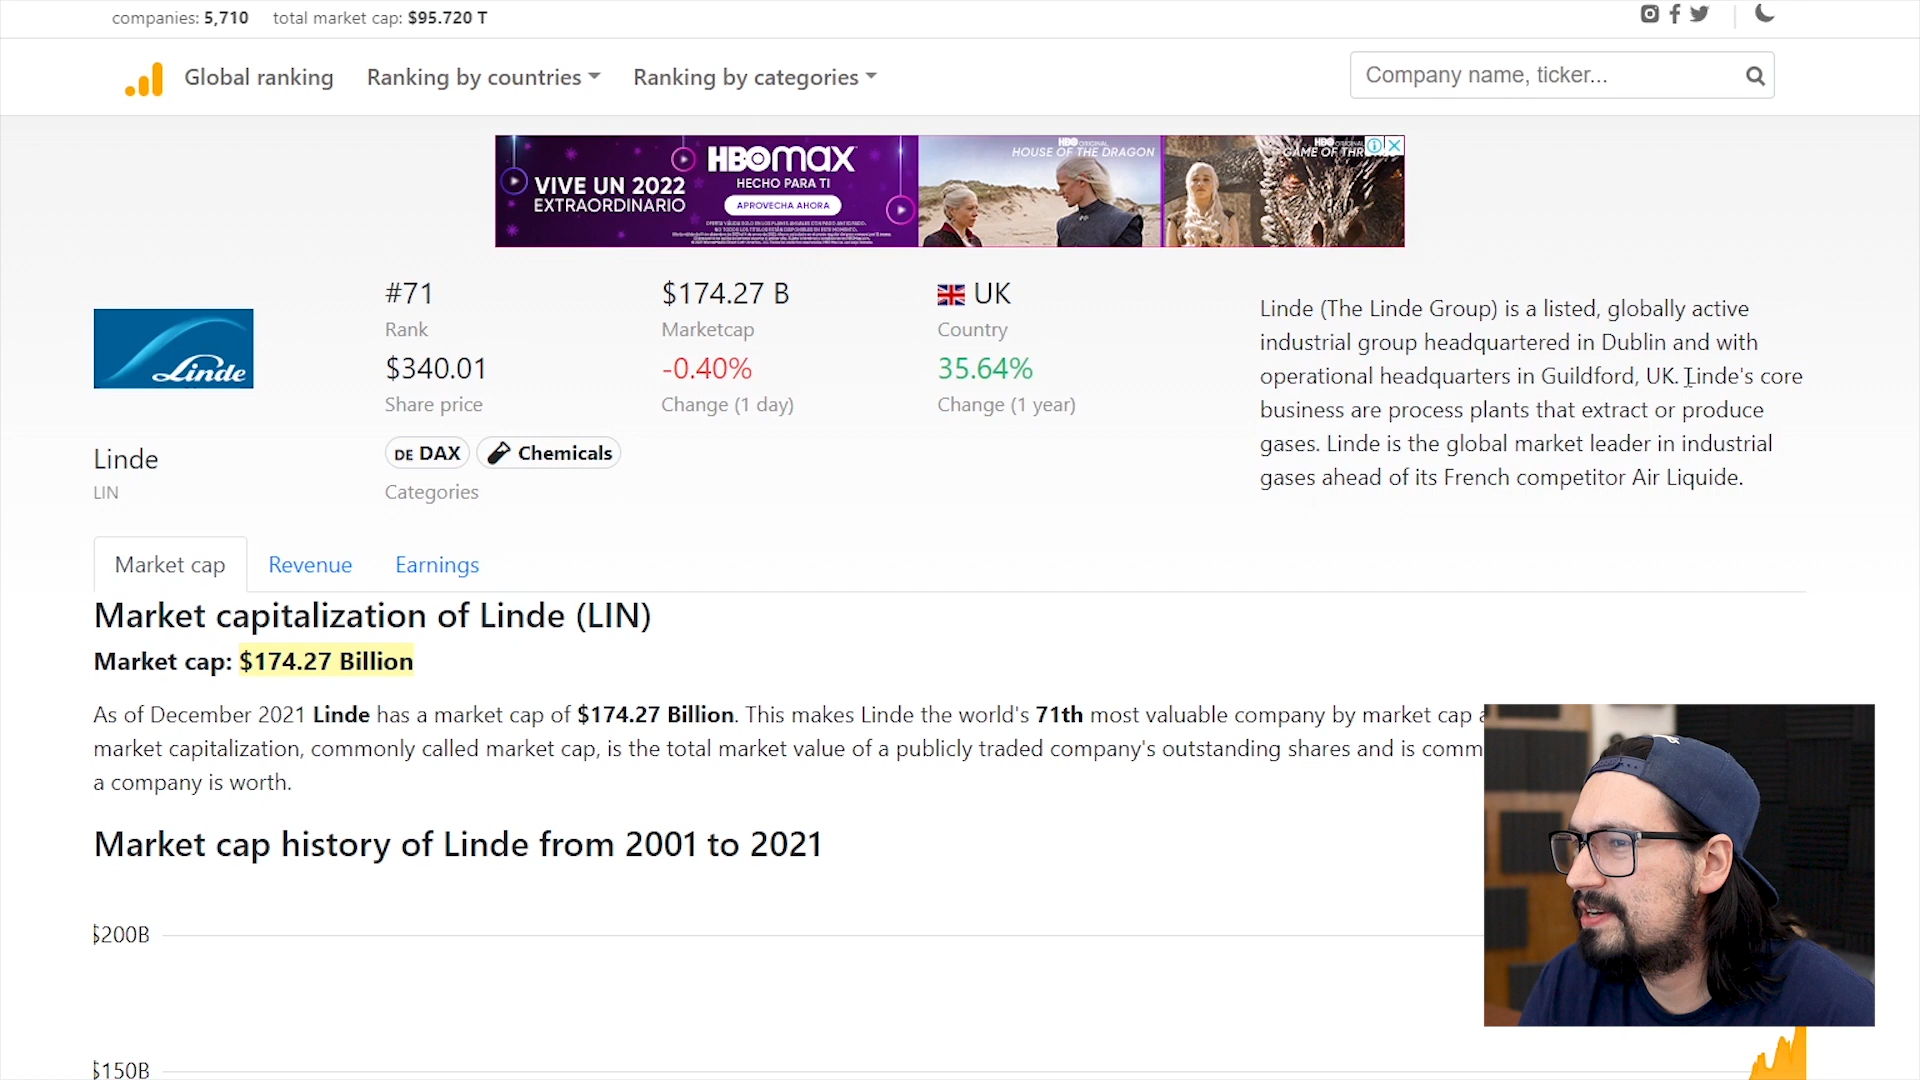 companies: 5,710 total market cap: $95.720 T
Global ranking Ranking by countries Ranking by categories
Company name, ticker...
VIVE UN 2022
EXTRAORDINARIO
HBOMAX
HECHO PARA TI
APROVECHA AHORA
HBO ORIGINAL
HOUSE OF THE DRAGON
HBO ORIGINAL
GAME OF THR
Linde
#71 $174.27 B UK
Rank Marketcap Country
$340.01 -0.40% 35.64%
Share price Change (1 day) Change (1 year)
Linde
LIN
DE DAX Chemicals
Categories
Linde (The Linde Group) is a listed, globally active
industrial group headquartered in Dublin and with
operational headquarters in Guildford, UK. Linde's core
business are process plants that extract or produce
gases. Linde is the global market leader in industrial
gases ahead of its French competitor Air Liquide.
Market cap Revenue Earnings
Market capitalization of Linde (LIN)
Market cap: $174.27 Billion
As of December 2021 Linde has a market cap of $174.27 Billion. This makes Linde the world's 71th most valuable company by market cap
market capitalization, commonly called market cap, is the total market value of a publicly traded company's outstanding shares and is comm
a company is worth.
Market cap history of Linde from 2001 to 2021
$200B
$150B